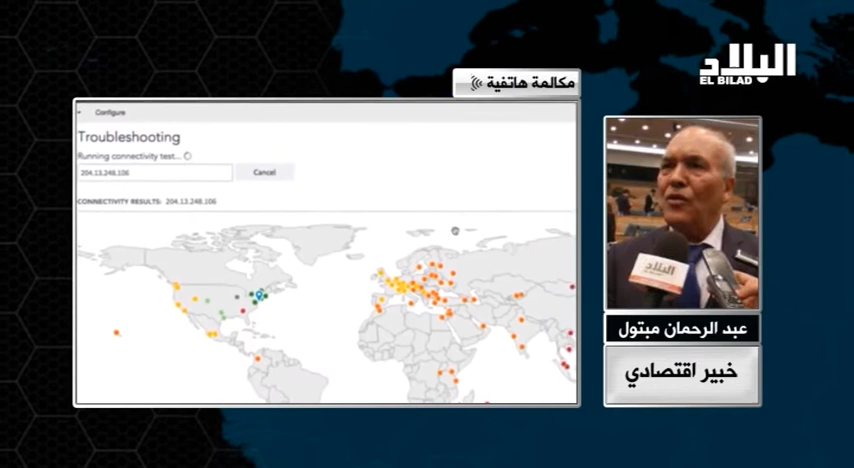 البلاد
EL BILAD
مكالمة هاتفية
Configure
Troubleshooting
Running connectivity test...
204.13.248.106
Cancel
CONNECTIVITY RESULTS: 204.13.248.106
البلاد
عبد الرحمان مبتول
خبير اقتصادي